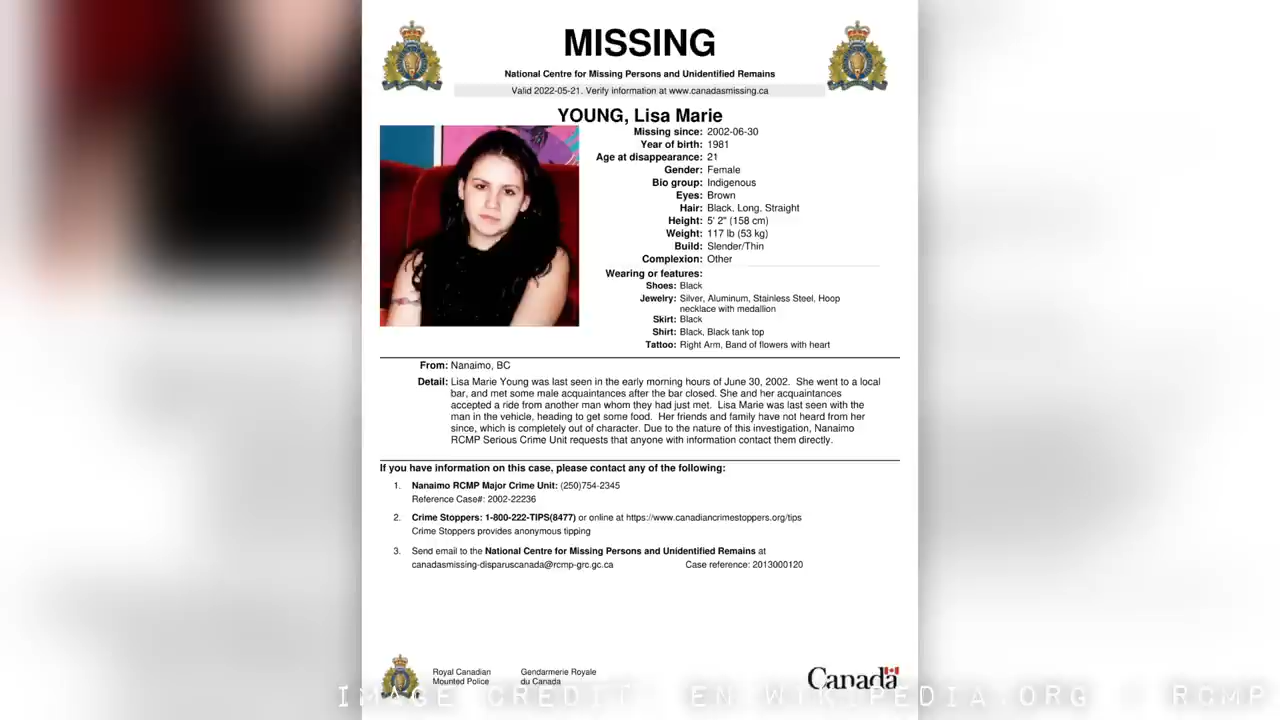 MISSING
National Centre for Missing Persons and Unidentified Remains
Valid 2022-05-21. Verify information at www.canadasmissing.ca
YOUNG, Lisa Marie
Missing since: 2002-06-30
Year of birth: 1981
Age at disappearance: 21
Gender: Female
Bio group: Indigenous
Eyes: Brown
Hair: Black, Long, Straight
Height: 5' 2" (158 cm)
Weight: 117 lb (53 kg)
Build: Slender/Thin
Complexion: Other
Wearing or features:
Shoes: Black
Jewelry: Silver, Aluminum, Stainless Steel, Hoop
necklace with medallion
Skirt: Black
Shirt: Black, Black tank top
Tattoo: Right Arm, Band of flowers with heart
From: Nanaimo, BC
Detail: Lisa Marie Young was last seen in the early morning hours of June 30, 2002. She went to a local
bar, and met some male acquaintances after the bar closed. She and her acquaintances
accepted a ride from another man whom they had just met. Lisa Marie was last seen with the
man in the vehicle, heading to get some food. Her friends and family have not heard from her
since, which is completely out of character. Due to the nature of this investigation, Nanaimo
RCMP Serious Crime Unit requests that anyone with information contact them directly.
If you have information on this case, please contact any of the following:
1. Nanaimo RCMP Major Crime Unit: (250)754-2345
Reference Case#: 2002-22236
2. Crime Stoppers: 1-800-222-TIPS(8477) or online at https://www.canadiancrimestoppers.org/tips
Crime Stoppers provides anonymous tipping
3. Send email to the National Centre for Missing Persons and Unidentified Remains at
canadasmissing-disparuscanada@rcmp-grc.gc.ca Case reference: 2013000120
Royal Canadian Gendarmerie Royale
Mounted Police du Canada
Canada
IMAGE CREDIT: EN.WIKIPEDIA.ORG / RCMP